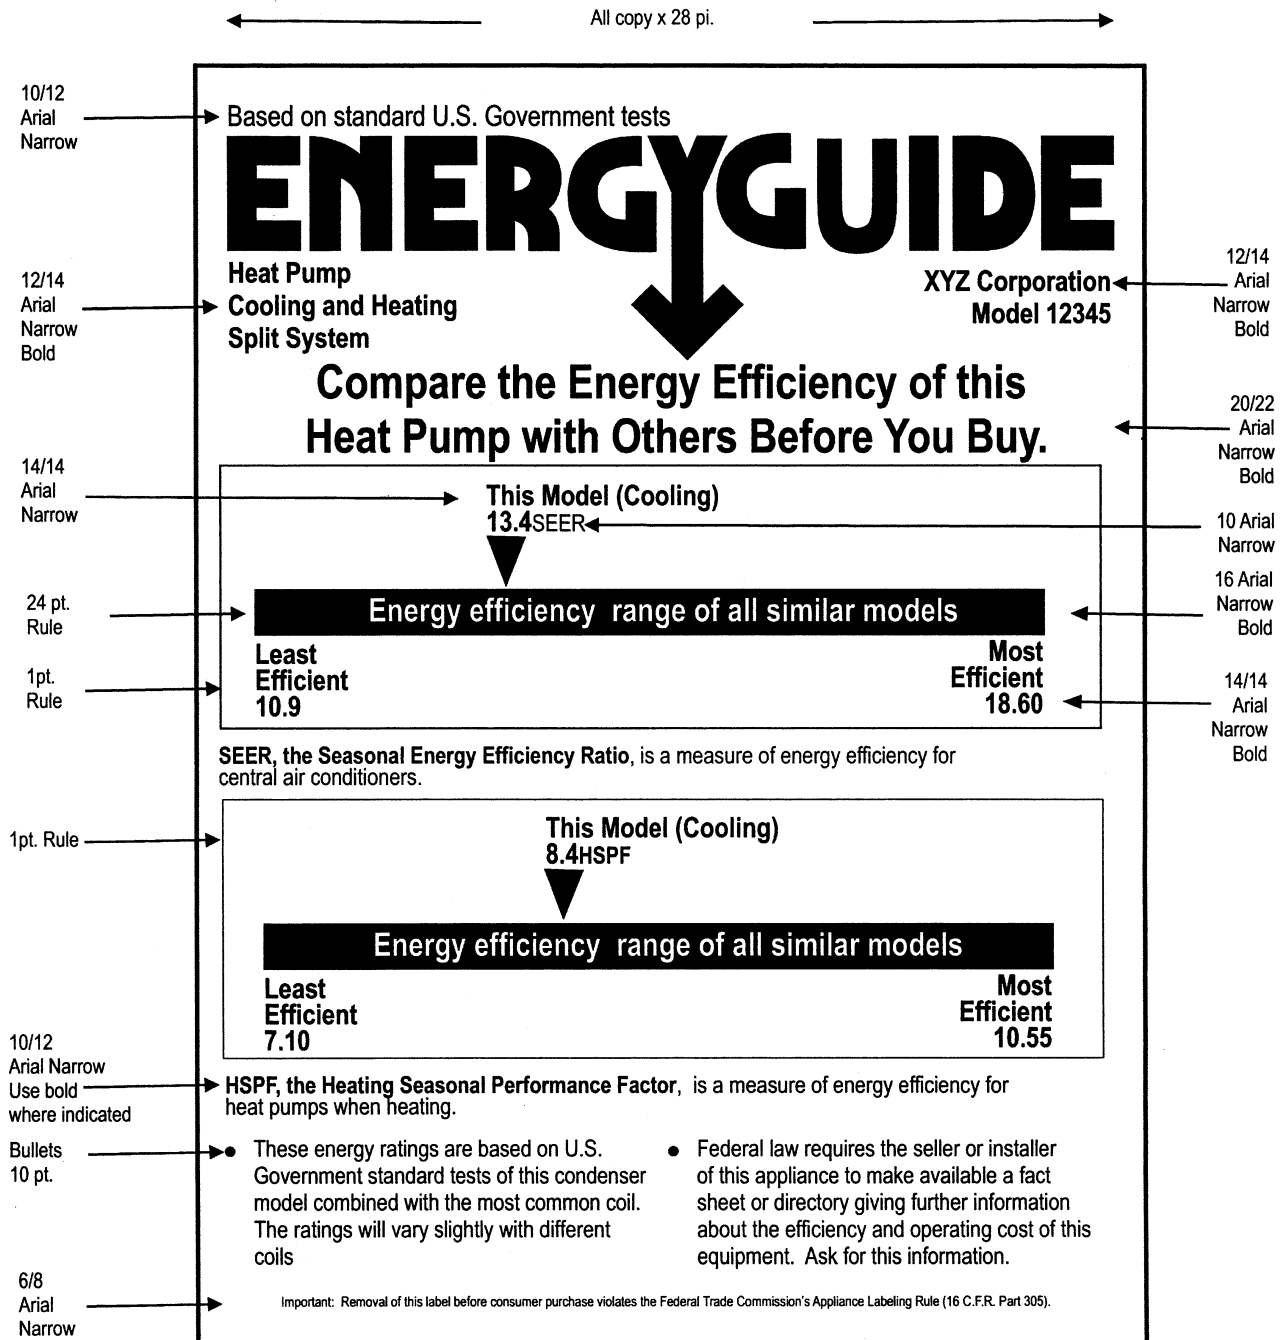 All copy x 28 pi.
10/12
Arial
Narrow
Based on standard U.S. Government tests
ENERGYGUIDE
12/14
Arial
Narrow
Bold
Heat Pump
Cooling and Heating
Split System
XYZ Corporation
Model 12345
12/14
Arial
Narrow
Bold
Compare the Energy Efficiency of this
Heat Pump with Others Before You Buy.
20/22
Arial
Narrow
Bold
14/14
Arial
Narrow
This Model (Cooling)
13.4SEER
10 Arial
Narrow
24 pt.
Rule
Energy efficiency range of all similar models
16 Arial
Narrow
Bold
1pt.
Rule
Least
Efficient
10.9
Most
Efficient
18.60
14/14
Arial
Narrow
Bold
SEER, the Seasonal Energy Efficiency Ratio, is a measure of energy efficiency for
central air conditioners.
1pt. Rule
This Model (Cooling)
8.4HSPF
Energy efficiency range of all similar models
Least
Efficient
7.10
Most
Efficient
10.55
10/12
Arial Narrow
Use bold
where indicated
HSPF, the Heating Seasonal Performance Factor, is a measure of energy efficiency for
heat pumps when heating.
Bullets
10 pt.
● These energy ratings are based on U.S.
Government standard tests of this condenser
model combined with the most common coil.
The ratings will vary slightly with different
coils
● Federal law requires the seller or installer
of this appliance to make available a fact
sheet or directory giving further information
about the efficiency and operating cost of this
equipment. Ask for this information.
6/8
Arial
Narrow
Important: Removal of this label before consumer purchase violates the Federal Trade Commission's Appliance Labeling Rule (16 C.F.R. Part 305).